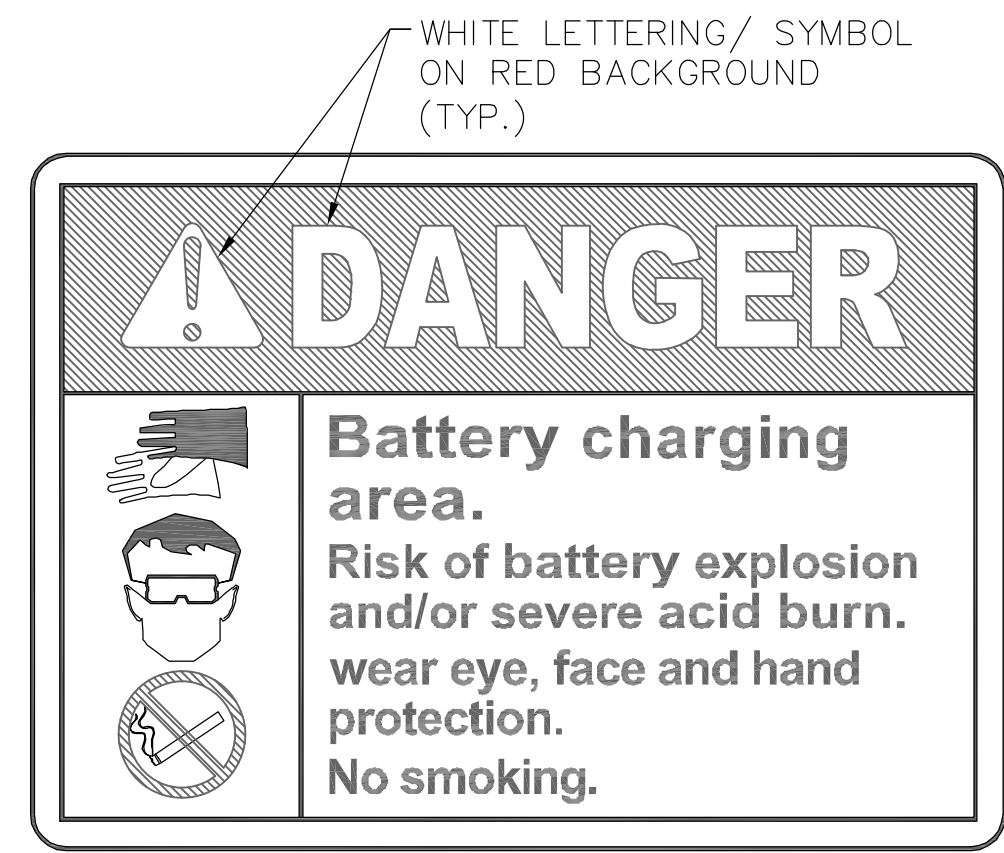 WHITE LETTERING/ SYMBOL
ON RED BACKGROUND
(TYP.)
DANGER
Battery charging
area.
Risk of battery explosion
and/or severe acid burn.
wear eye, face and hand
protection.
No smoking.